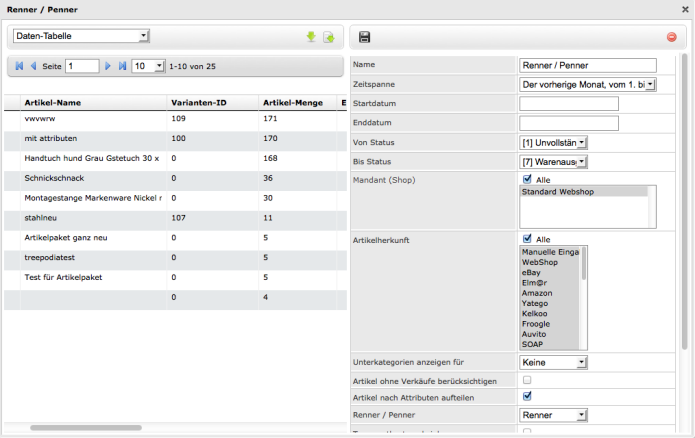 Renner / Penner
Daten-Tabelle
Seite 1 10 1-10 von 25
Artikel-Name Varianten-ID Artikel-Menge E
vwvwrw 109 171
mit attributen 100 170
Handtuch hund Grau Gstetuch 30 x 0 168
Schnickschnack 0 36
Montagestange Markenware Nickel r 0 30
stahlneu 107 11
Artikelpaket ganz neu 0 5
treepodiatest 0 5
Test für Artikelpaket 0 5
0 4
Name Renner / Penner
Zeitspanne Der vorherige Monat, vom 1. bi
Startdatum
Enddatum
Von Status [1] Unvollstän
Bis Status [7] Warenausg
Mandant (Shop) Alle
Standard Webshop
Artikelherkunft Alle
Manuelle Einga
WebShop
eBay
Elm@r
Amazon
Yatego
Kelkoo
Froogle
Auvito
SOAP
Unterkategorien anzeigen für Keine
Artikel ohne Verkäufe berücksichtigen
Artikel nach Attributen aufteilen
Renner / Penner Renner